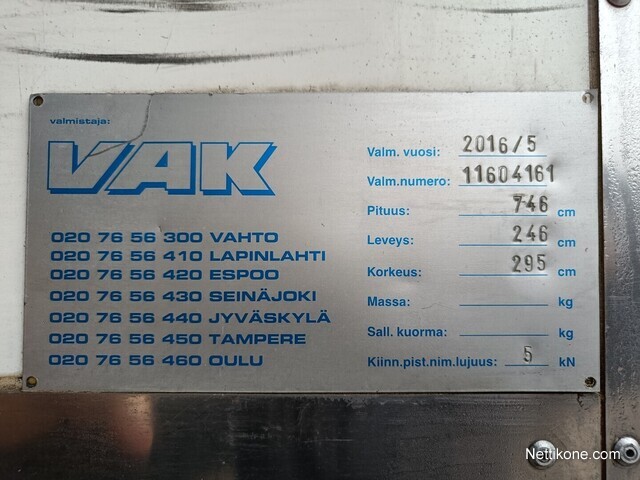 valmistaja:
VAK
020 76 56 300 VAHTO
020 76 56 410 LAPINLAHTI
020 76 56 420 ESPOO
020 76 56 430 SEINÄJOKI
020 76 56 440 JYVÄSKYLÄ
020 76 56 450 TAMPERE
020 76 56 460 OULU
Valm. vuosi: 2016/5
Valm.numero: 11604161
Pituus: 746 cm
Leveys: 246 cm
Korkeus: 295 cm
Massa: kg
Sall. kuorma: kg
Kiinn.pist.nim.lujuus: 5 kN
Nettikone.com